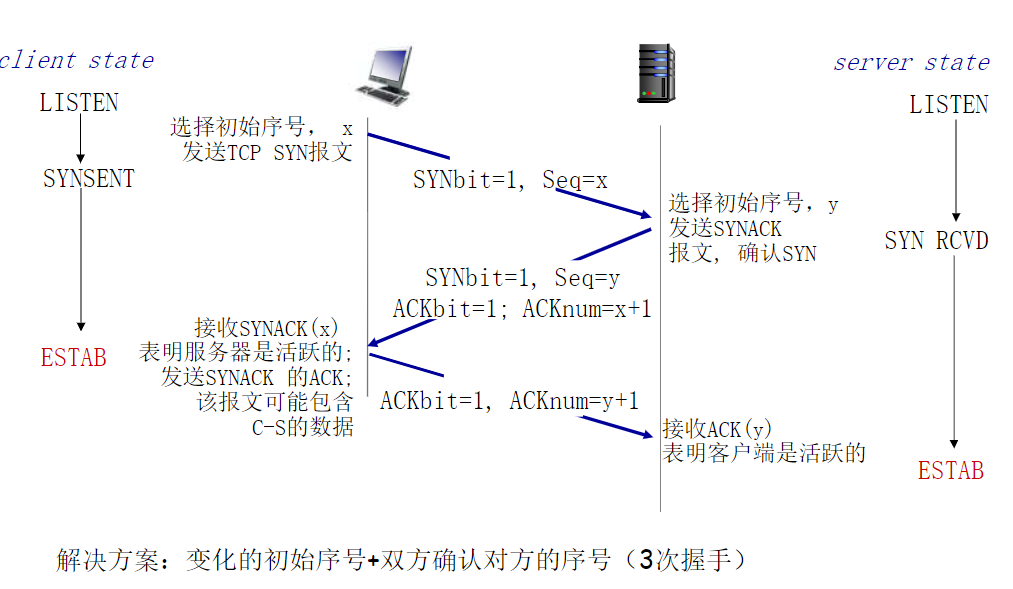 client state
server state
LISTEN
LISTEN
选择初始序号, x
发送TCP SYN报文
SYNSENT
SYNbit=1, Seq=x
选择初始序号,y
发送SYNACK
报文, 确认SYN
SYN RCVD
SYNbit=1, Seq=y
ACKbit=1; ACKnum=x+1
接收SYNACK(x)
表明服务器是活跃的;
发送SYNACK 的ACK;
该报文可能包含
C-S的数据
ESTAB
ACKbit=1, ACKnum=y+1
接收ACK(y)
表明客户端是活跃的
ESTAB
解决方案：变化的初始序号+双方确认对方的序号（3次握手）